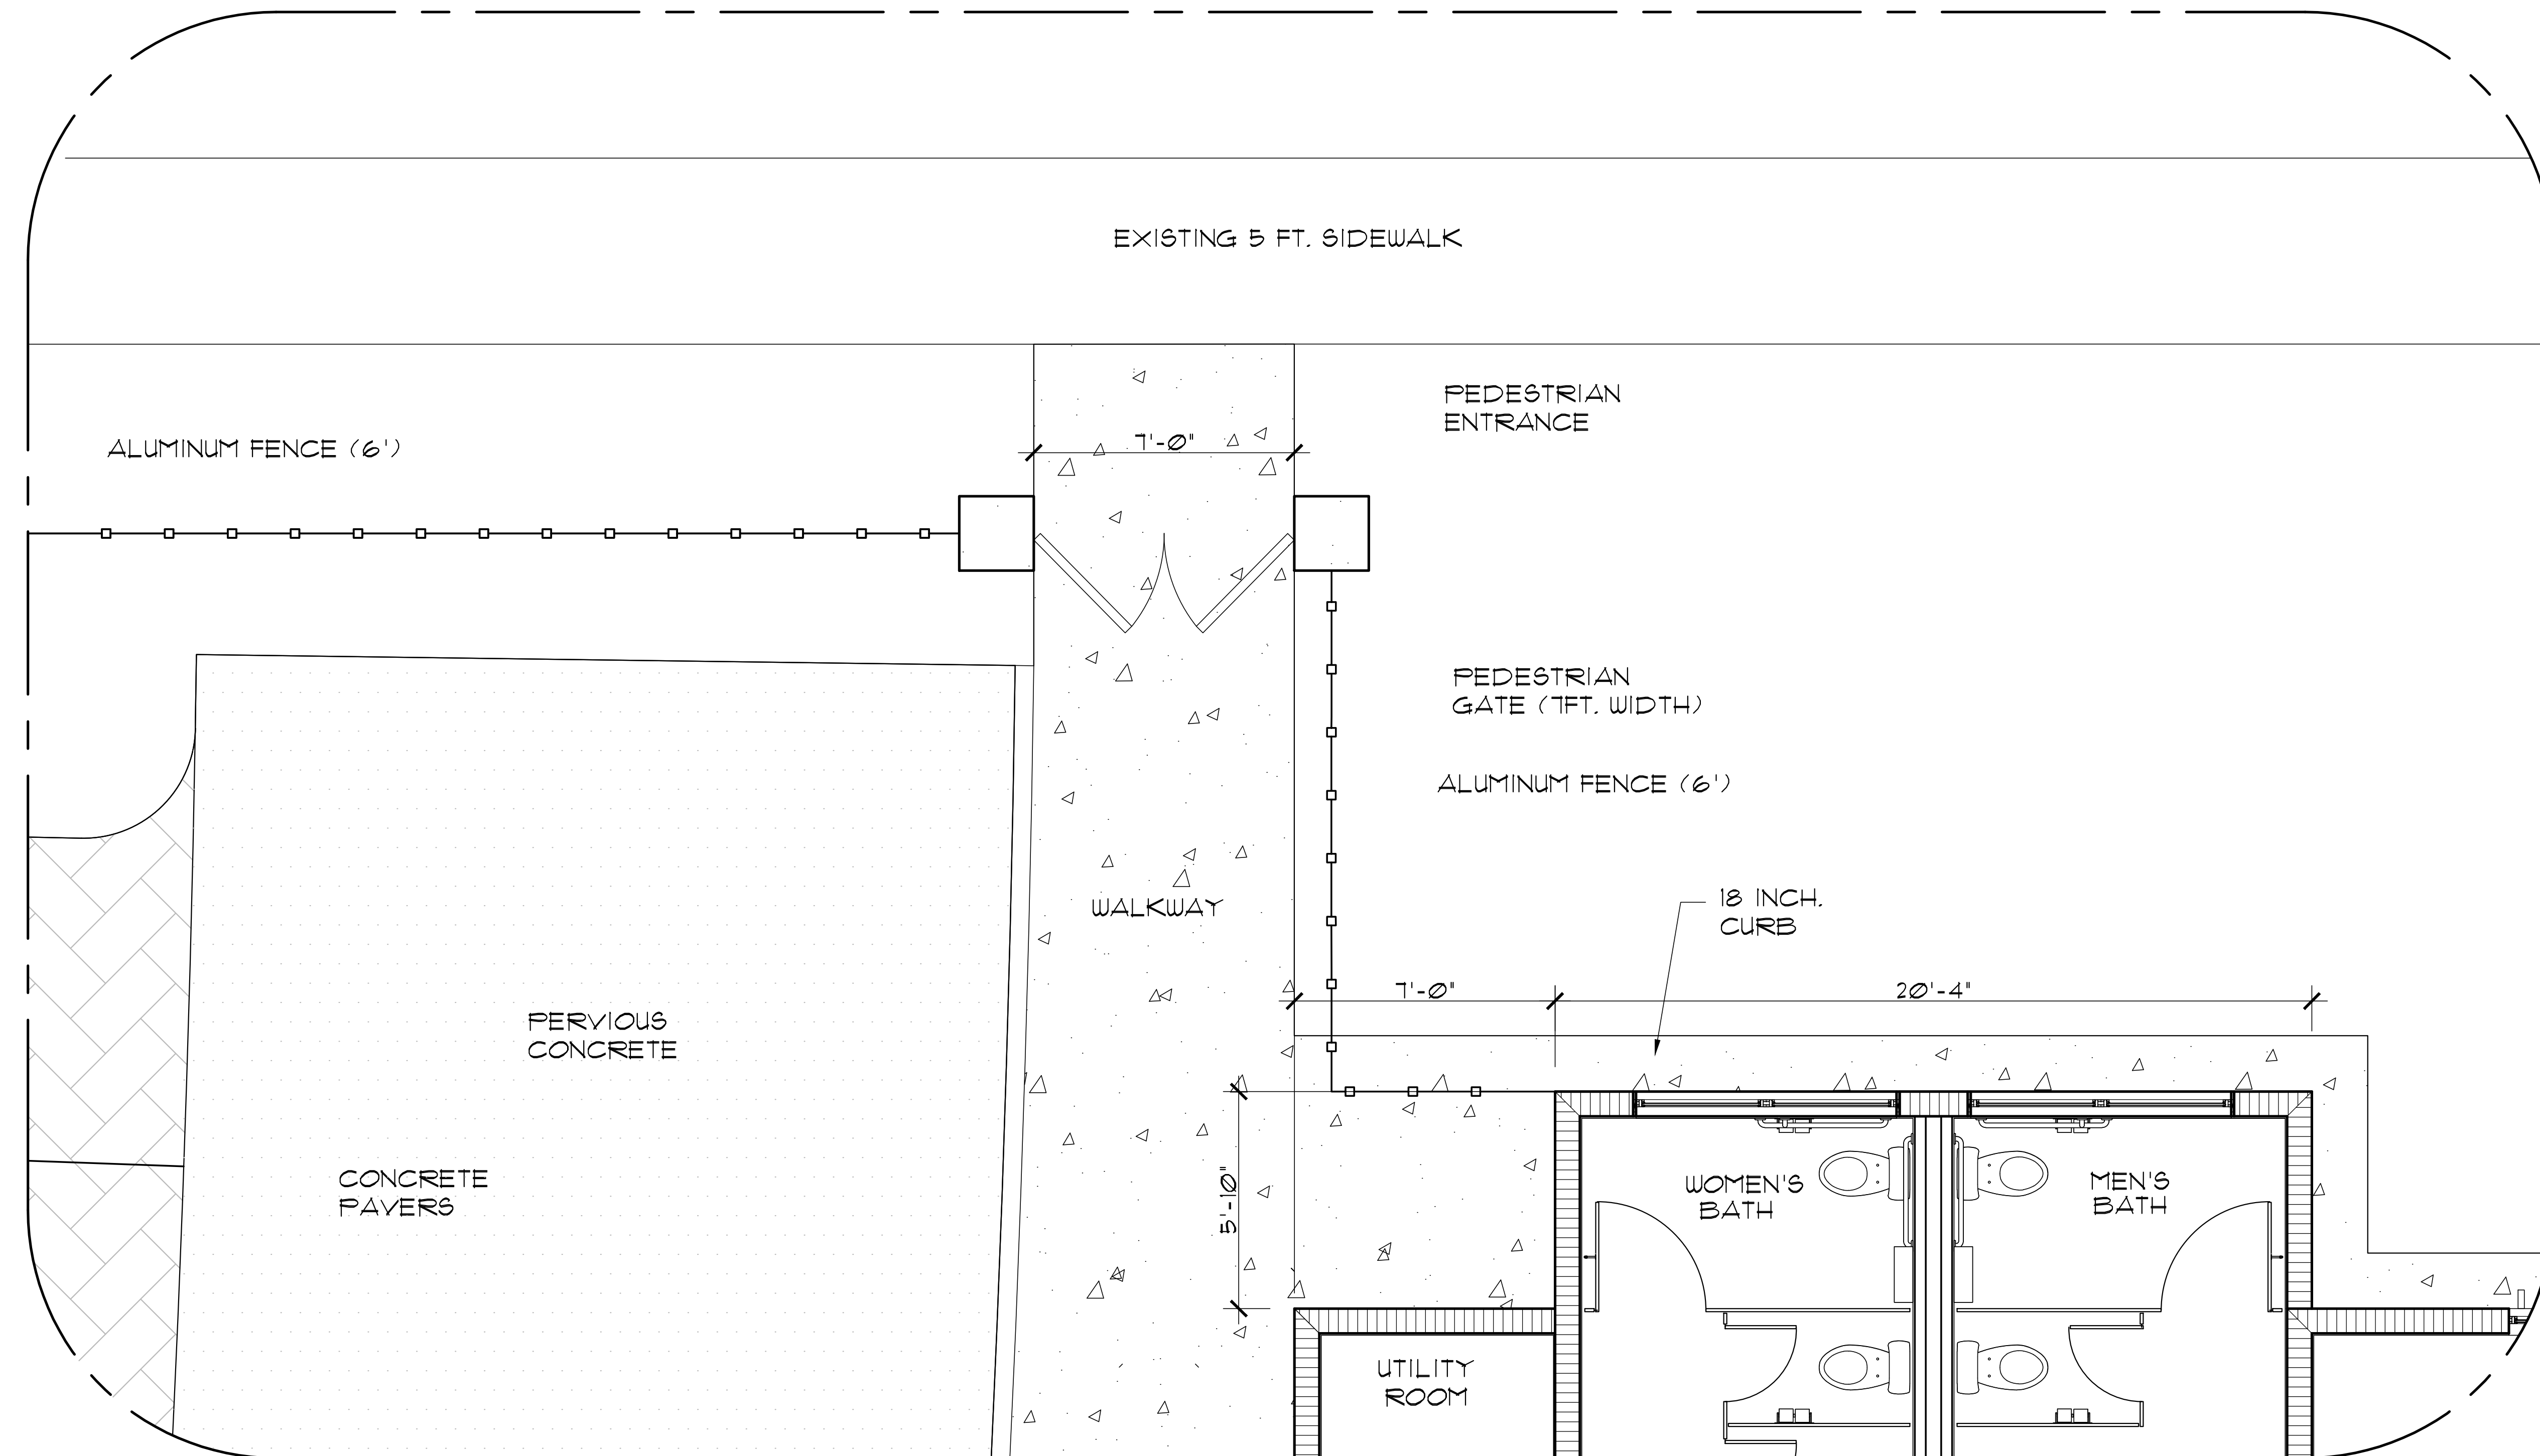 EXISTING 5 FT. SIDEWALK
PEDESTRIAN
ENTRANCE
ALUMINUM FENCE (6')
7'-0"
PEDESTRIAN
GATE (7FT. WIDTH)
ALUMINUM FENCE (6')
18 INCH.
CURB
WALKWAY
7'-0"
20'-4"
PERVIOUS
CONCRETE
CONCRETE
PAVERS
5'-10"
WOMEN'S
BATH
MEN'S
BATH
UTILITY
ROOM